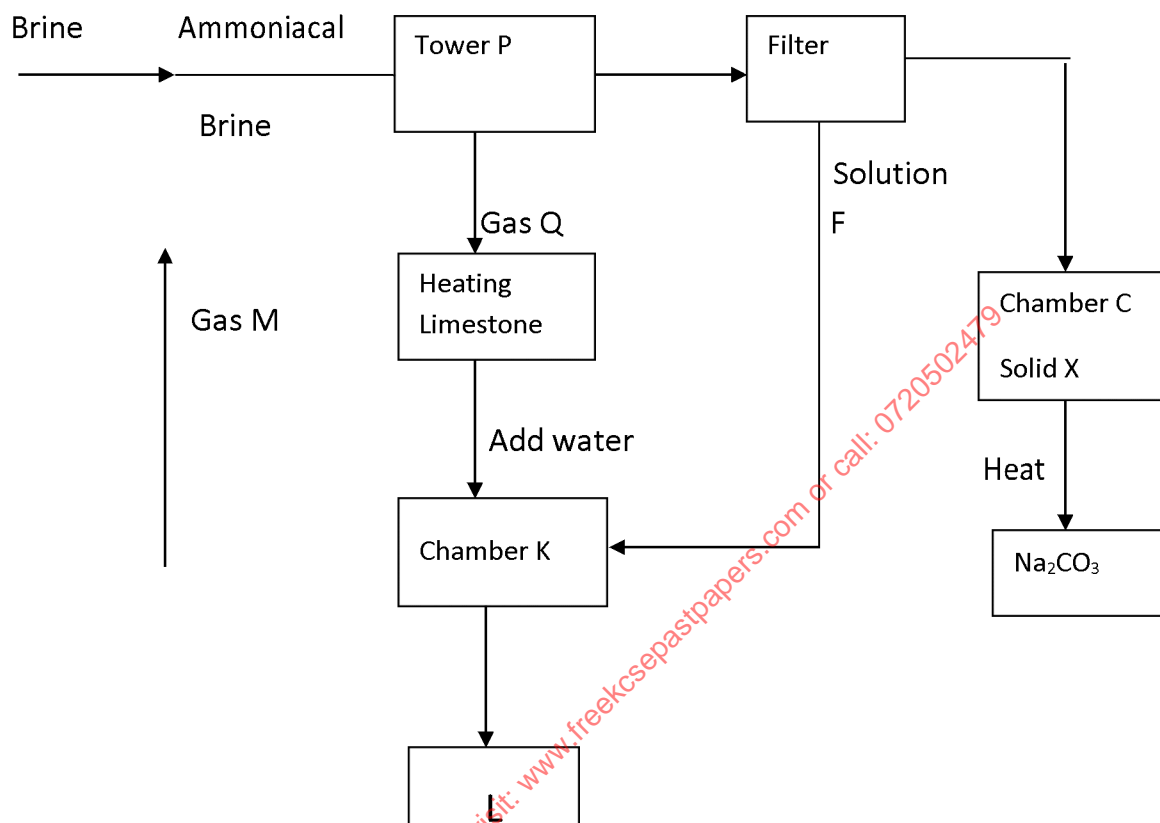 Brine
Ammoniacal
Brine
Tower P
Filter
Gas Q
Solution
F
Gas M
Heating
Limestone
Chamber C
Solid X
Add water
Heat
Chamber K
Na₂CO₃
L
visit: www.freekcsepastpapers.com or call: 0720502479